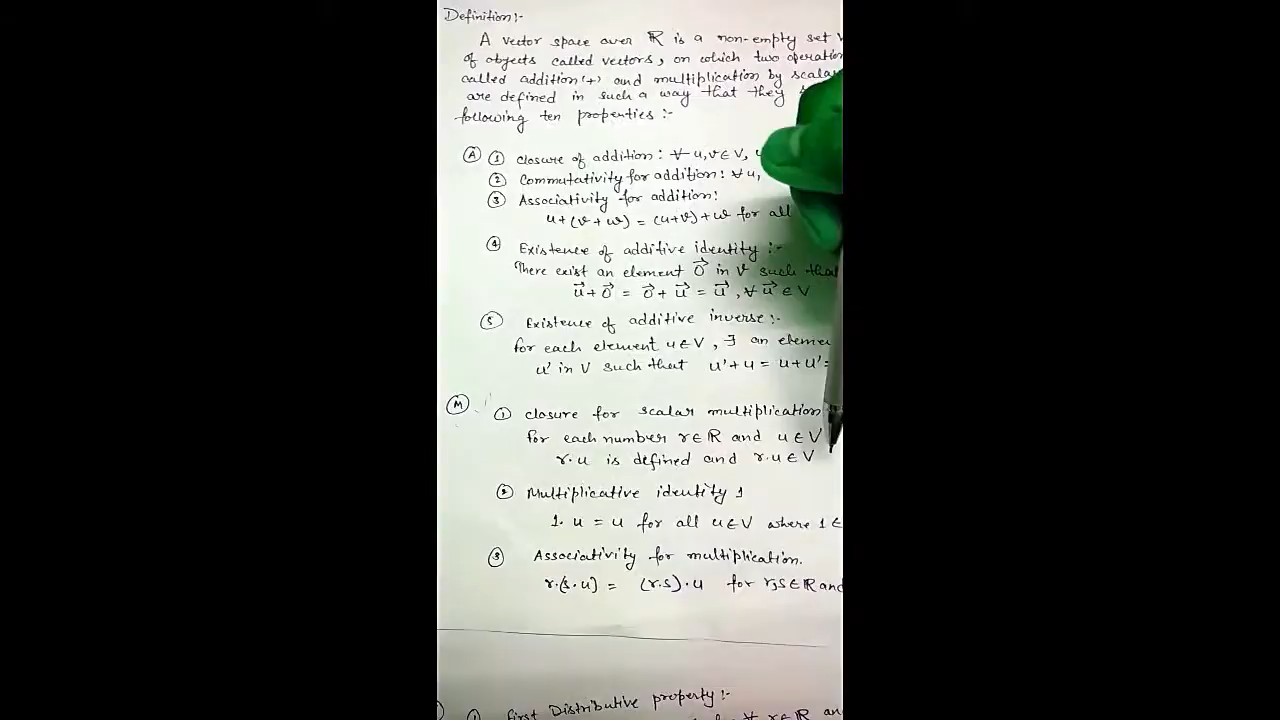 Definition:-
A vector space over ℝ is a non-empty set V
of objects called vectors, on which two operation
called addition (+) and multiplication by scalar
are defined in such a way that they
following ten properties :-
Ⓐ ① closure of addition : ∀ u,v∈V,
② Commutativity for addition : ∀u,
③ Associativity for addition:
u+(v+w) = (u+v)+w for all
④ Existence of additive identity :-
There exist an element 0⃗ in V such that
u⃗+0⃗ = 0⃗+u⃗ = u⃗, ∀ u⃗ ∈ V
⑤ Existence of additive inverse :-
for each element u∈V, ∃ an eleme
u' in V such that u'+u = u+u' =
Ⓜ ① closure for scalar multiplication
for each number r∈ℝ and u∈V
r.u is defined and r.u∈V
② Multiplicative identity 1
1. u = u for all u∈V where 1∈
③ Associativity for multiplication.
r.(s.u) = (r.s).u for r,s∈ℝ and
① first Distributive property :-
∀ r∈ℝ an